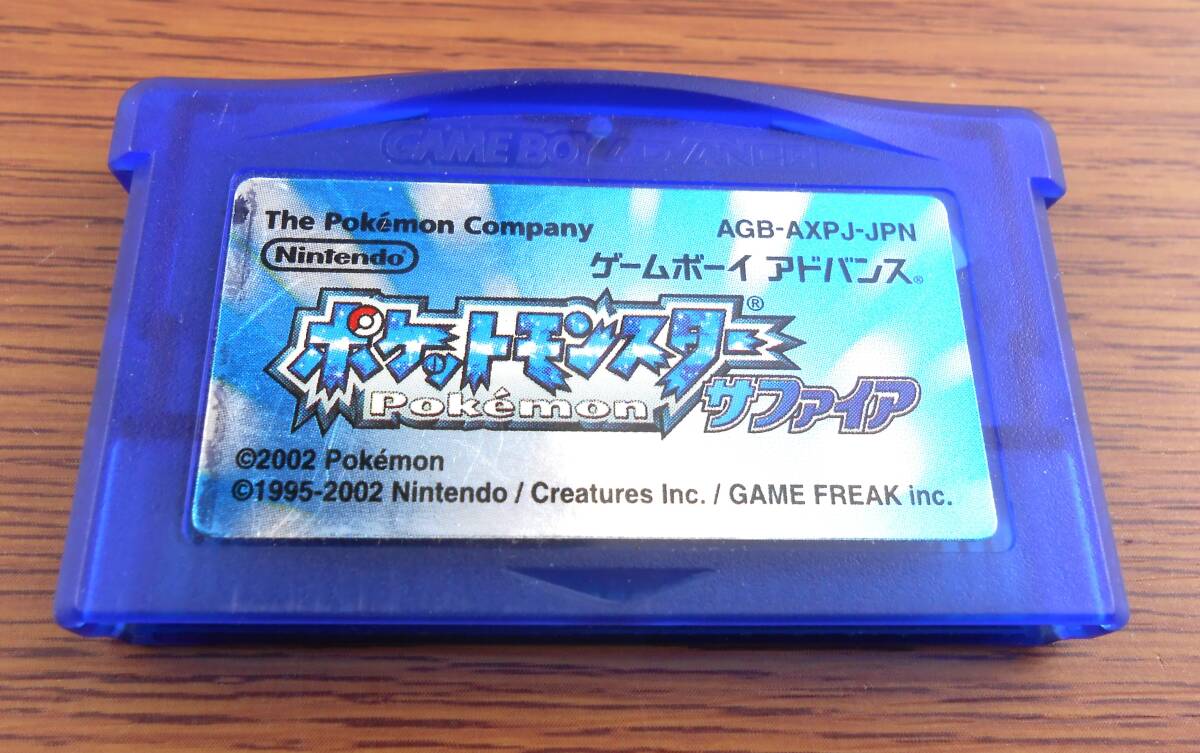 GAME BOY ADVANCE
The Pokémon Company
AGB-AXPJ-JPN
Nintendo
ゲームボーイ アドバンス®
ポケットモンスター®
Pokémon
サファイア
©2002 Pokémon
©1995-2002 Nintendo / Creatures Inc. / GAME FREAK inc.